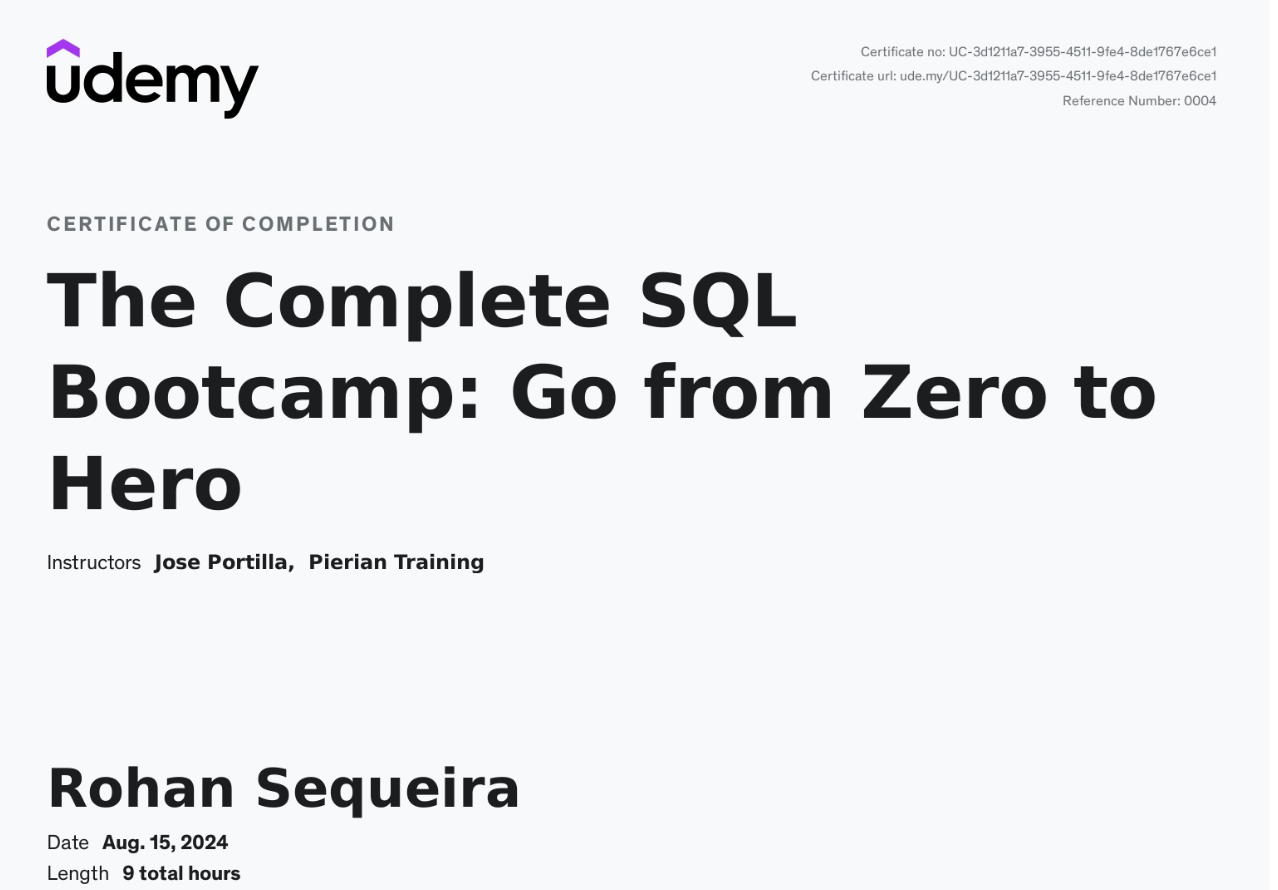 udemy
Certificate no: UC-3d1211a7-3955-4511-9fe4-8de1767e6ce1
Certificate url: ude.my/UC-3d1211a7-3955-4511-9fe4-8de1767e6ce1
Reference Number: 0004
CERTIFICATE OF COMPLETION
The Complete SQL
Bootcamp: Go from Zero to
Hero
Instructors Jose Portilla, Pierian Training
Rohan Sequeira
Date Aug. 15, 2024
Length 9 total hours